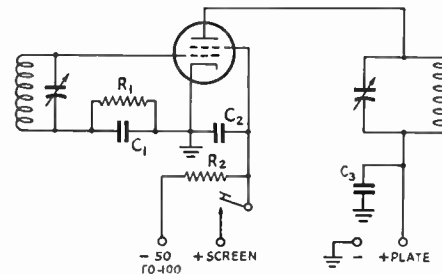 R1
C1
C2
R2
C3
- 50
TO-100
+ SCREEN
-
+ PLATE